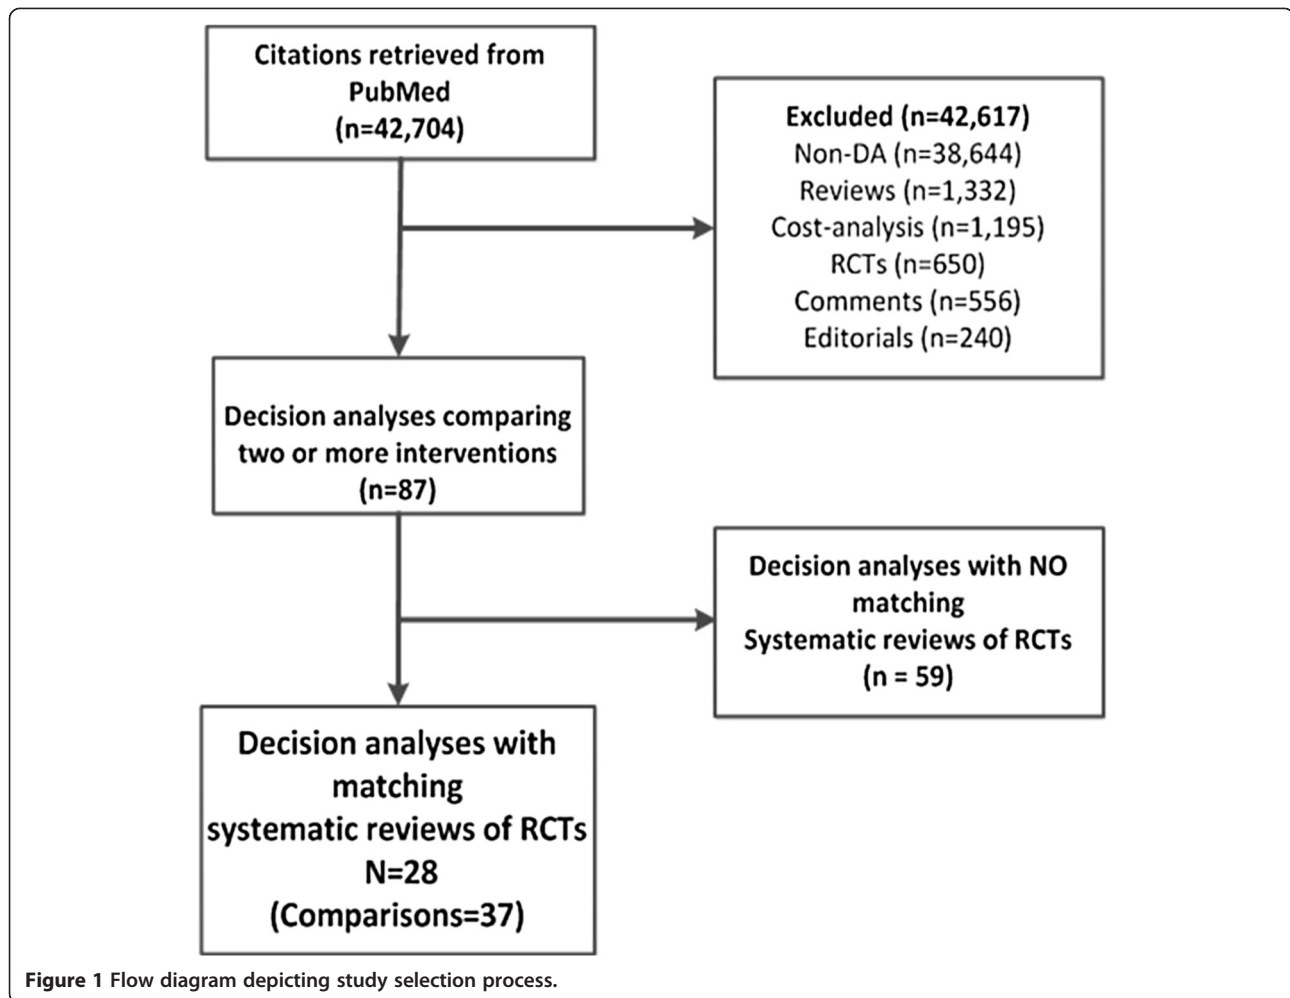 Citations retrieved from
PubMed
(n=42,704)
Excluded (n=42,617)
Non-DA (n=38,644)
Reviews (n=1,332)
Cost-analysis (n=1,195)
RCTs (n=650)
Comments (n=556)
Editorials (n=240)
Decision analyses comparing
two or more interventions
(n=87)
Decision analyses with NO
matching
Systematic reviews of RCTs
(n = 59)
Decision analyses with
matching
systematic reviews of RCTs
N=28
(Comparisons=37)
Figure 1 Flow diagram depicting study selection process.